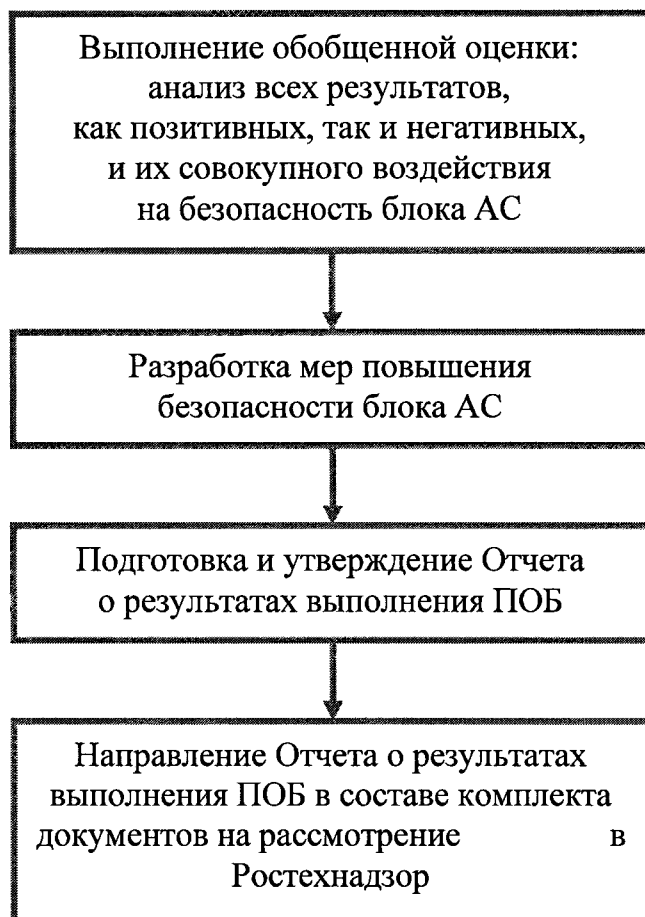 Выполнение обобщенной оценки:
анализ всех результатов,
как позитивных, так и негативных,
и их совокупного воздействия
на безопасность блока АС
Разработка мер повышения
безопасности блока АС
Подготовка и утверждение Отчета
о результатах выполнения ПОБ
Направление Отчета о результатах
выполнения ПОБ в составе комплекта
документов на рассмотрение в
Ростехнадзор